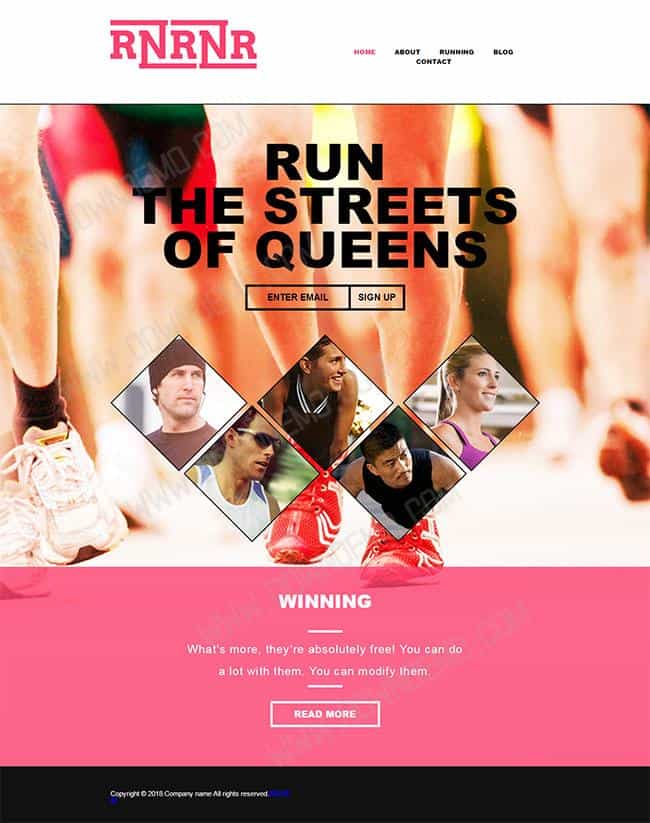 RNRNR
HOME ABOUT RUNNING BLOG
CONTACT
RUN
THE STREETS
OF QUEENS
ENTER EMAIL SIGN UP
WINNING
What's more, they're absolutely free! You can do
a lot with them. You can modify them.
READ MORE
Copyright © 2018.Company name All rights reserved.